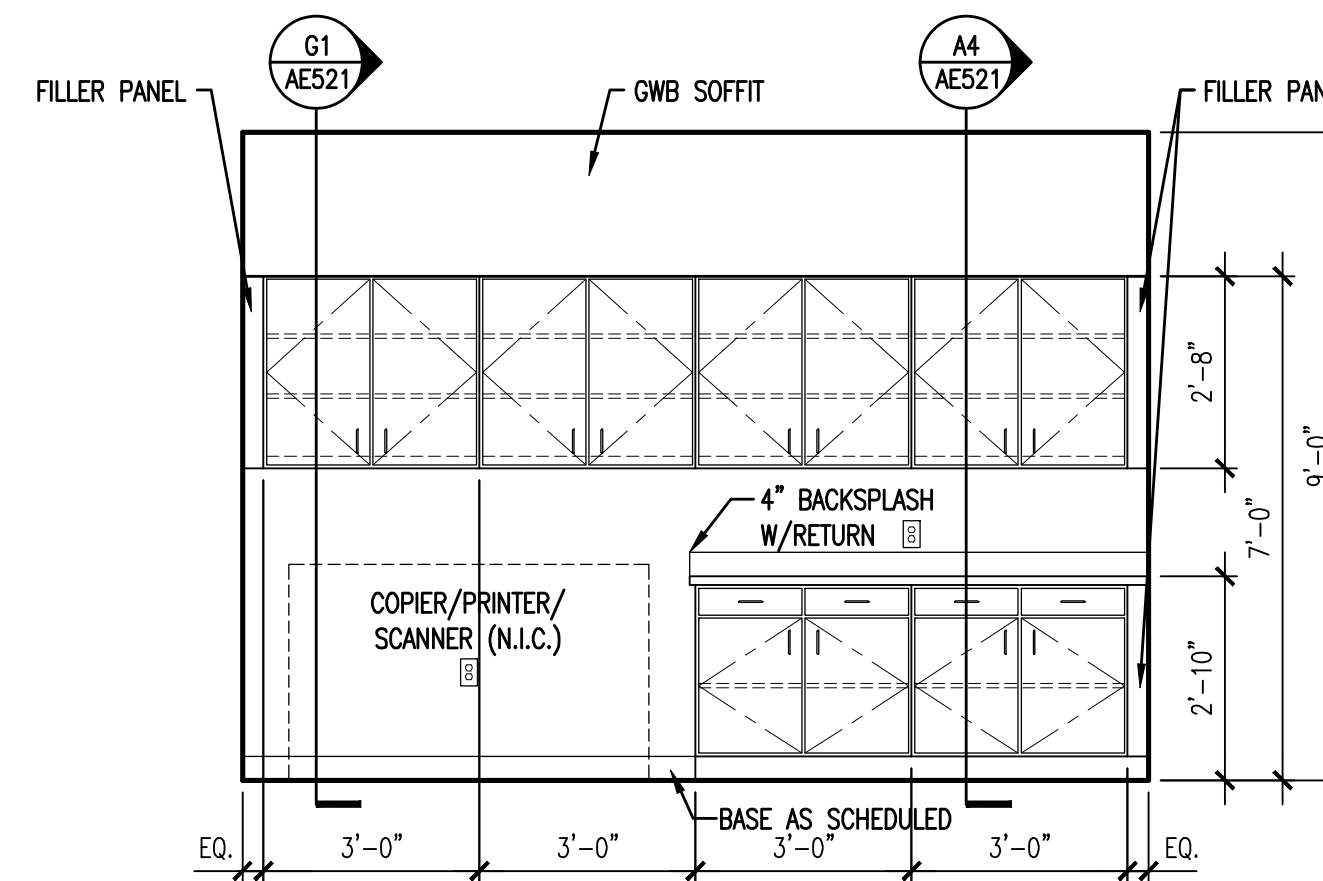 G1
AE521
A4
AE521
FILLER PANEL
GWB SOFFIT
FILLER PAN
2'-8"
9'-0"
7'-0"
4" BACKSPLASH
W/RETURN
COPIER/PRINTER/
SCANNER (N.I.C.)
2'-10"
BASE AS SCHEDULED
EQ.
3'-0"
3'-0"
3'-0"
3'-0"
EQ.